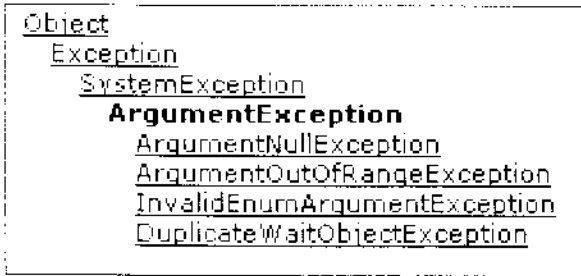 Object
Exception
SystemException
ArgumentException
ArgumentNullException
ArgumentOutOfRangeException
InvalidEnumArgumentException
DuplicateWaitObjectException